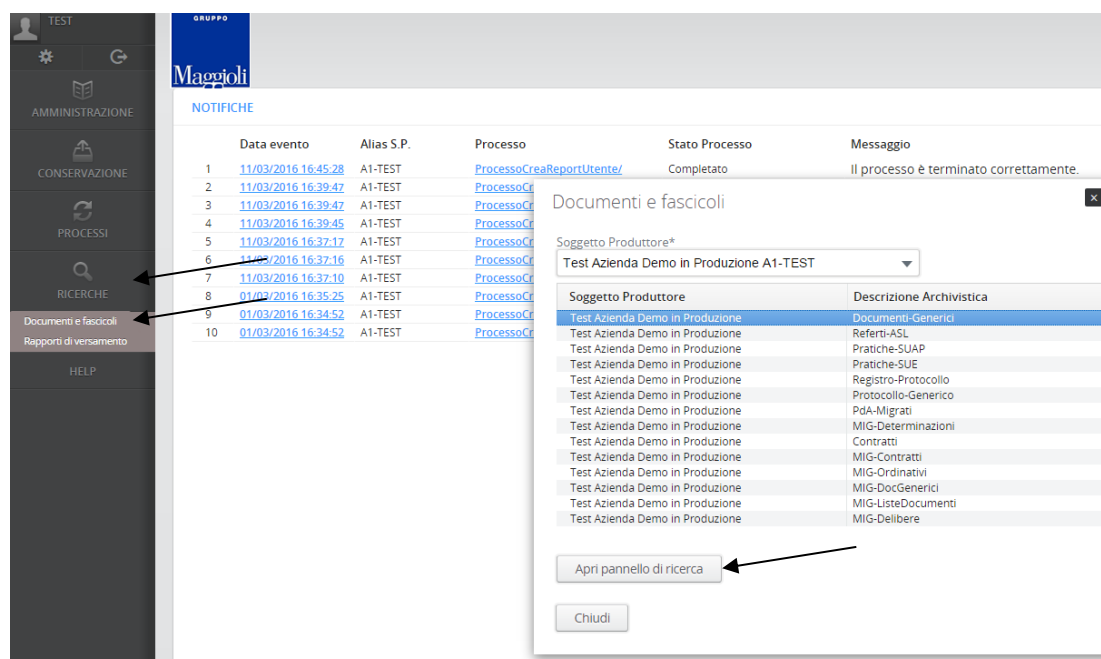 TEST
AMMINISTRAZIONE
CONSERVAZIONE
PROCESSI
RICERCHE
Documenti e fascicoli
Rapporti di versamento
HELP
GRUPPO
Maggioli
NOTIFICHE
Data evento Alias S.P. Processo Stato Processo Messaggio
1 11/03/2016 16:45:28 A1-TEST ProcessoCreaReportUtente/ Completato Il processo è terminato correttamente.
2 11/03/2016 16:39:47 A1-TEST ProcessoCr
3 11/03/2016 16:39:47 A1-TEST ProcessoCr
4 11/03/2016 16:39:45 A1-TEST ProcessoCr
5 11/03/2016 16:37:17 A1-TEST ProcessoCr
6 11/03/2016 16:37:16 A1-TEST ProcessoCr
7 11/03/2016 16:37:10 A1-TEST ProcessoCr
8 01/03/2016 16:35:25 A1-TEST ProcessoCr
9 01/03/2016 16:34:52 A1-TEST ProcessoCr
10 01/03/2016 16:34:52 A1-TEST ProcessoCr
Documenti e fascicoli
x
Soggetto Produttore*
Test Azienda Demo in Produzione A1-TEST
Soggetto Produttore Descrizione Archivistica
Test Azienda Demo in Produzione Documenti-Generici
Test Azienda Demo in Produzione Referti-ASL
Test Azienda Demo in Produzione Pratiche-SUAP
Test Azienda Demo in Produzione Pratiche-SUE
Test Azienda Demo in Produzione Registro-Protocollo
Test Azienda Demo in Produzione Protocollo-Generico
Test Azienda Demo in Produzione PdA-Migrati
Test Azienda Demo in Produzione MIG-Determinazioni
Test Azienda Demo in Produzione Contratti
Test Azienda Demo in Produzione MIG-Contratti
Test Azienda Demo in Produzione MIG-Ordinativi
Test Azienda Demo in Produzione MIG-DocGenerici
Test Azienda Demo in Produzione MIG-ListeDocumenti
Test Azienda Demo in Produzione MIG-Delibere
Apri pannello di ricerca
Chiudi